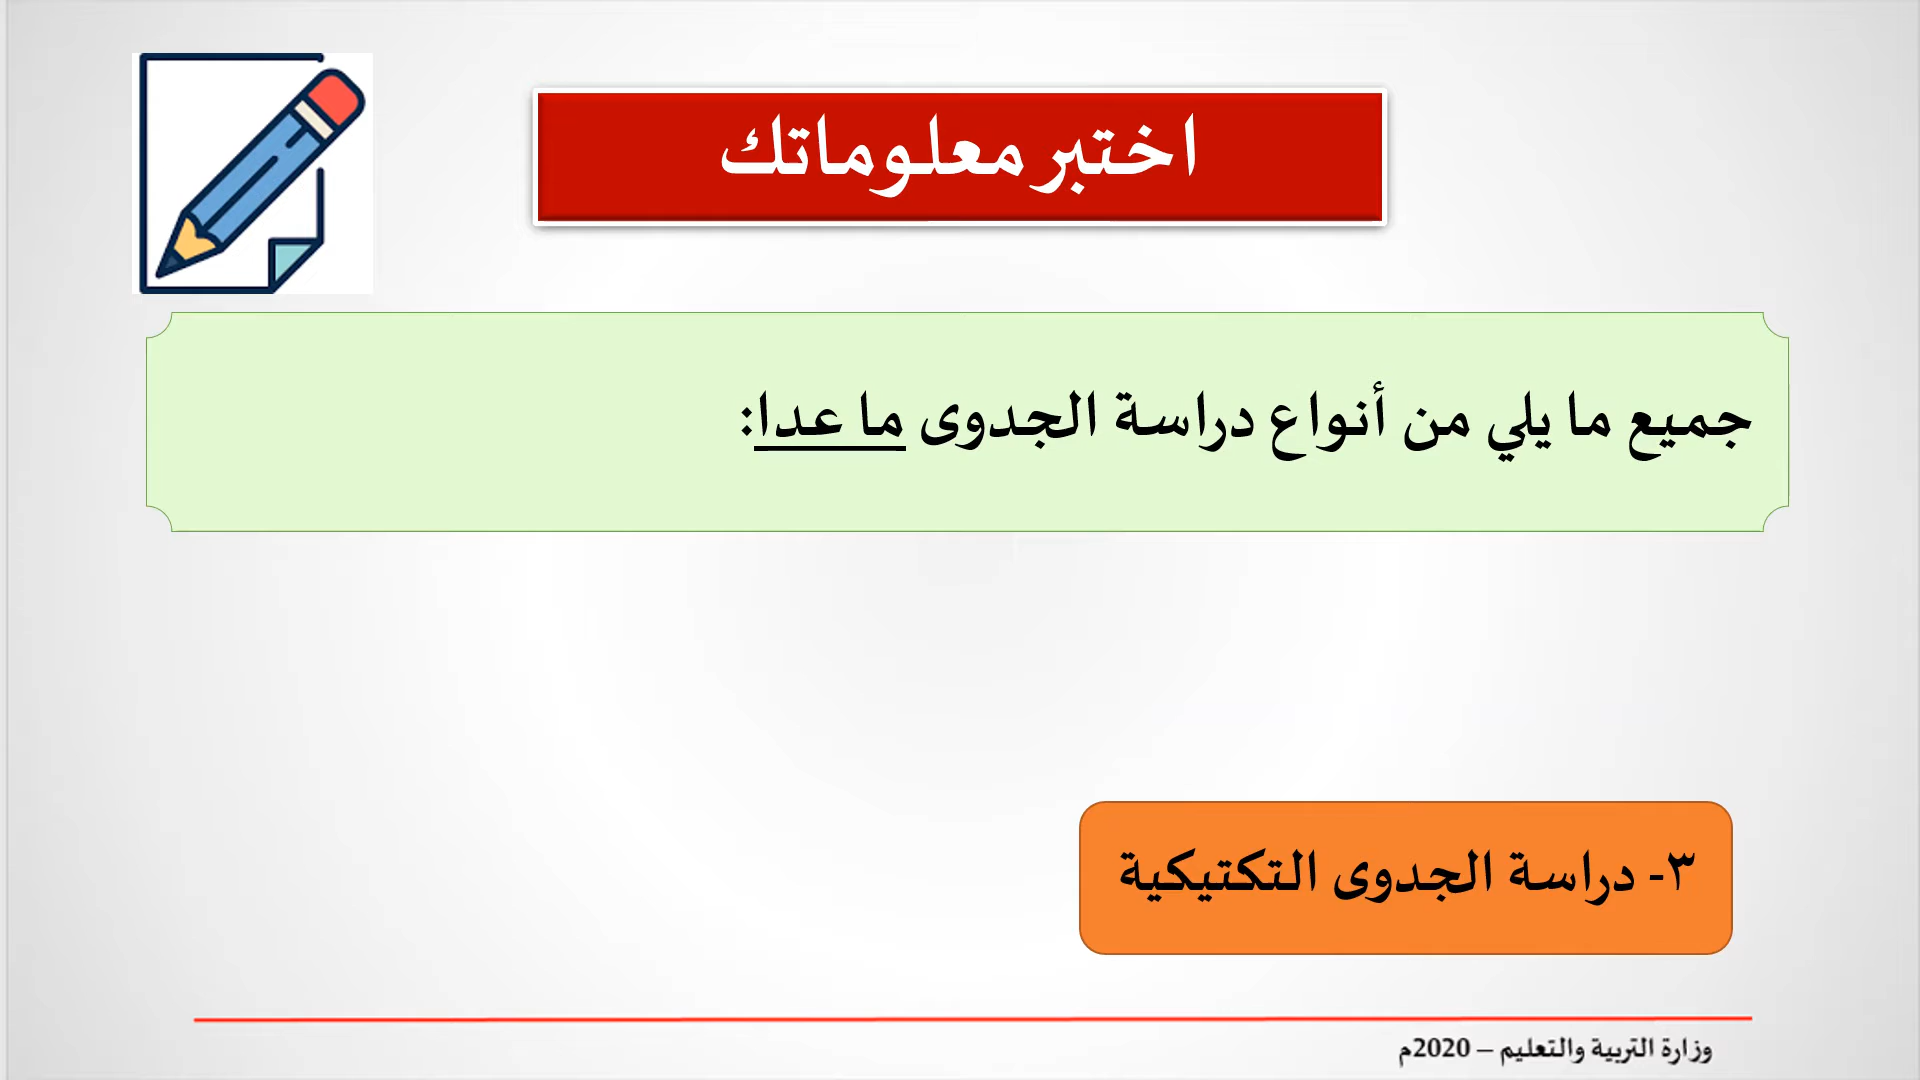 اختبر معلوماتك
جميع ما يلي من أنواع دراسة الجدوى ما عدا:
٣- دراسة الجدوى التكتيكية
وزارة التربية والتعليم – 2020م